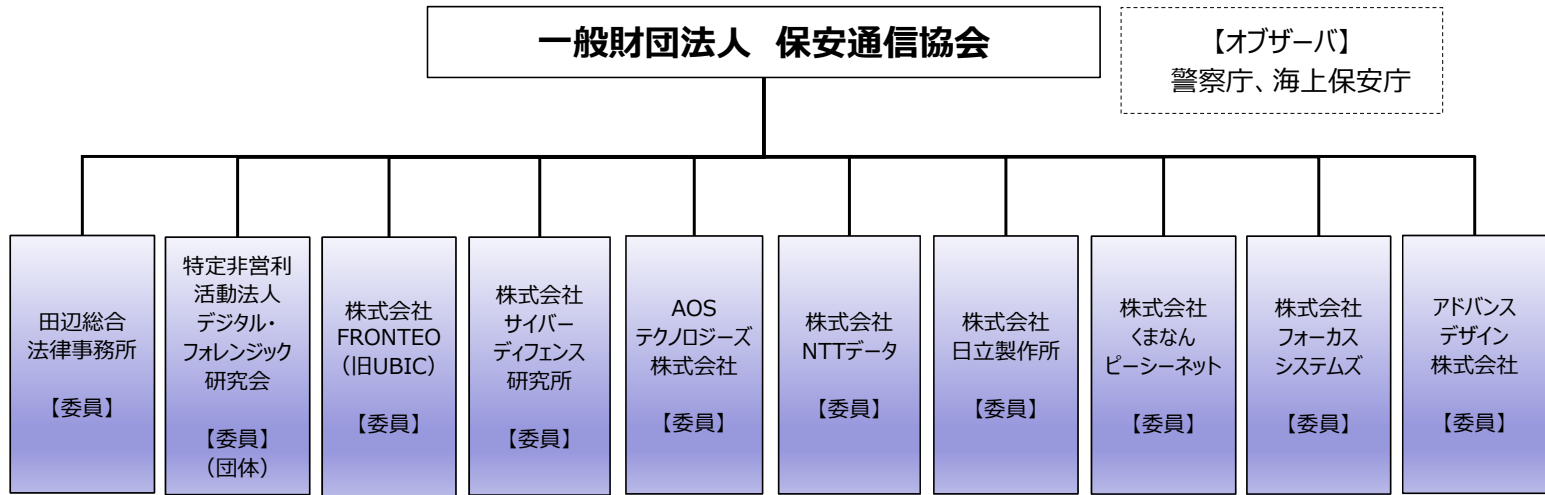 一般財団法人 保安通信協会
【オブザーバ】
警察庁、海上保安庁
田辺総合
法律事務所
【委員】
特定非営利
活動法人
デジタル・
フォレンジック
研究会
【委員】
（団体）
株式会社
FRONTEO
（旧UBIC）
【委員】
株式会社
サイバー
ディフェンス
研究所
【委員】
AOS
テクノロジーズ
株式会社
【委員】
株式会社
NTTデータ
【委員】
株式会社
日立製作所
【委員】
株式会社
くまなん
ピーシーネット
【委員】
株式会社
フォーカス
システムズ
【委員】
アドバンス
デザイン
株式会社
【委員】